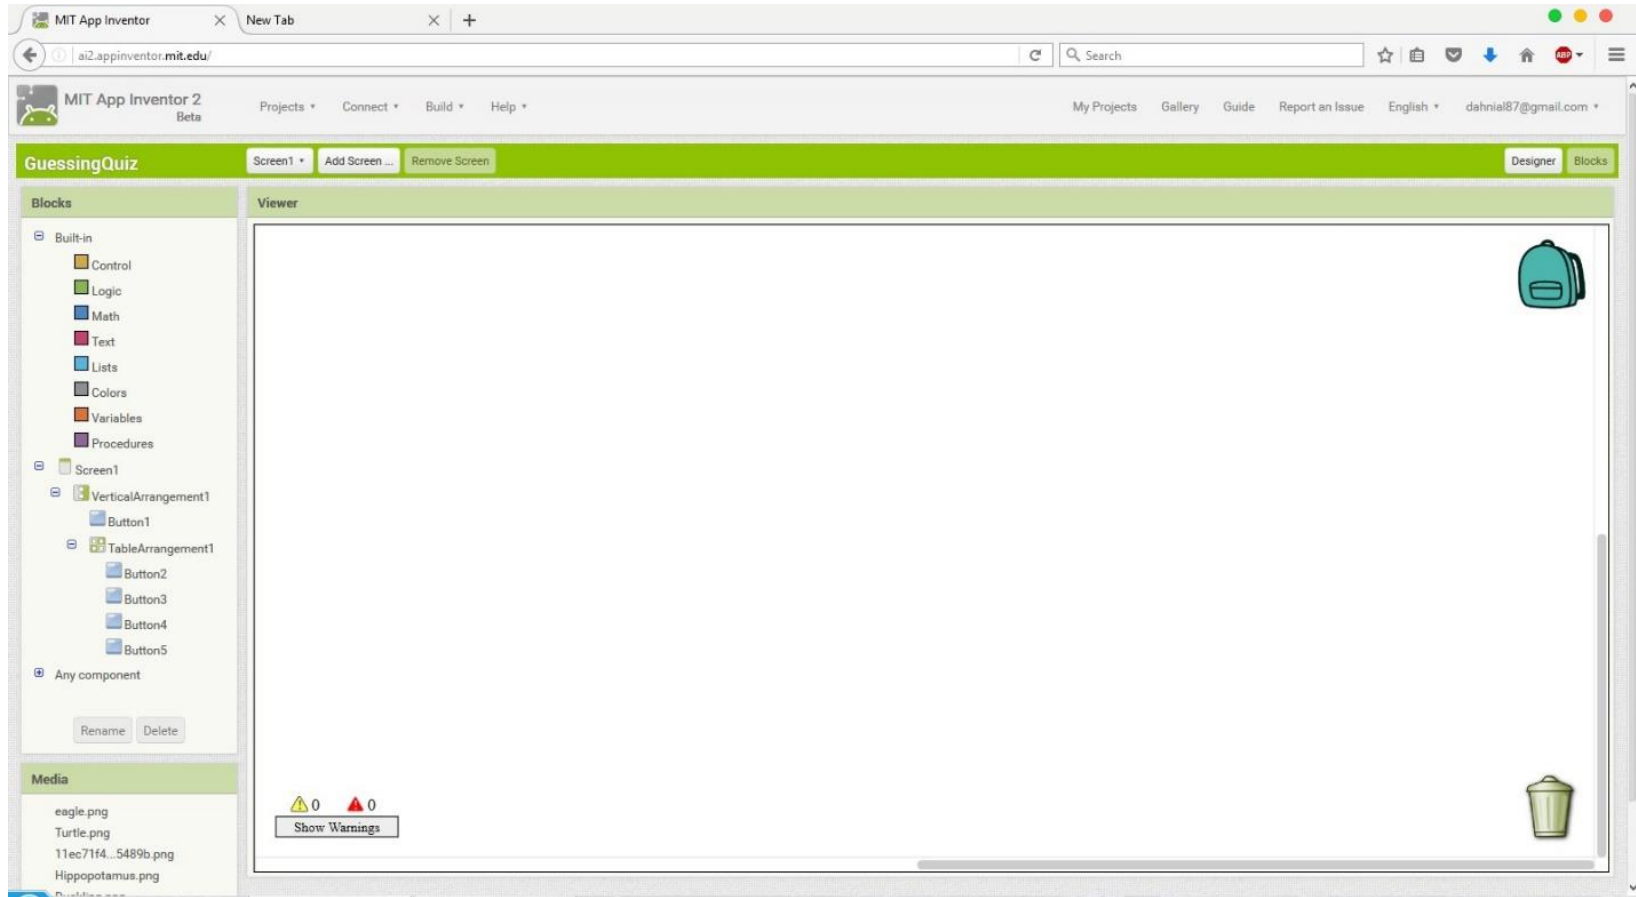 MIT App Inventor
New Tab
ai2.appinventor.mit.edu/
Search
ABP
MIT App Inventor 2
Beta
Projects
Connect
Build
Help
My Projects
Gallery
Guide
Report an Issue
English
dahnial87@gmail.com
GuessingQuiz
Screen1
Add Screen ...
Remove Screen
Designer
Blocks
Blocks
Viewer
Built-in
Control
Logic
Math
Text
Lists
Colors
Variables
Procedures
Screen1
VerticalArrangement1
Button1
TableArrangement1
Button2
Button3
Button4
Button5
Any component
Rename
Delete
Media
eagle.png
Turtle.png
11ec71f4...5489b.png
Hippopotamus.png
0
0
Show Warnings